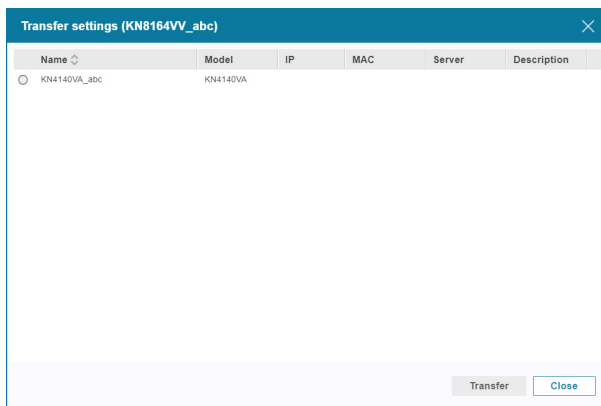 Transfer settings (KN8164VV_abc)
Name Model IP MAC Server Description
KN4140VA_abc KN4140VA
Transfer Close